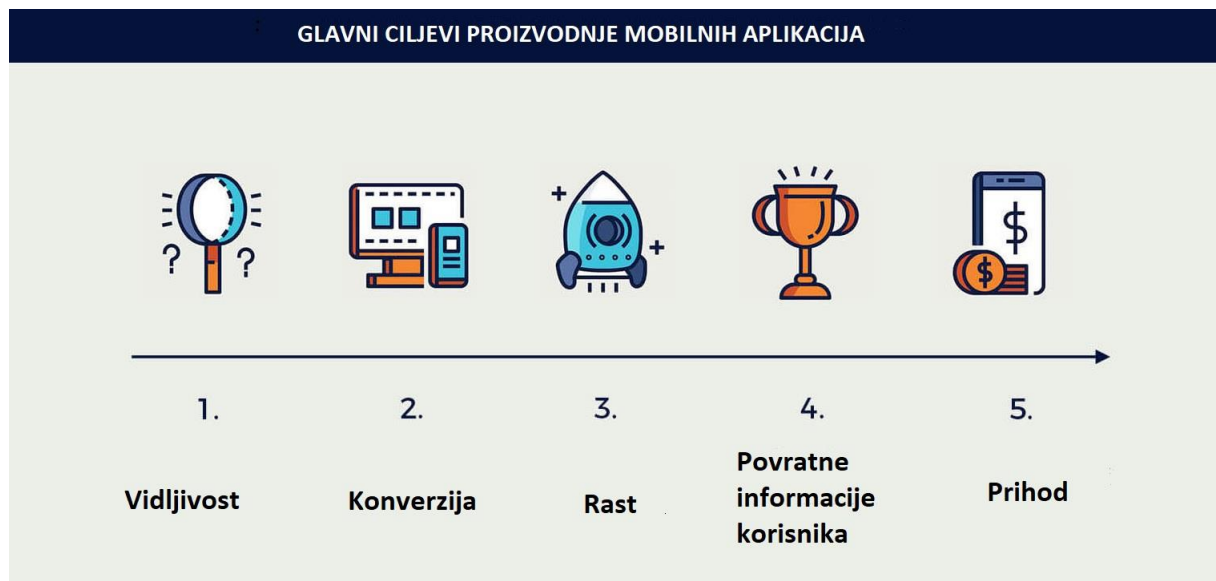 GLAVNI CILJEVI PROIZVODNJE MOBILNIH APLIKACIJA
? ?
$
$
1. 2. 3. 4. 5.
Vidljivost
Konverzija
Rast
Povratne
informacije
korisnika
Prihod